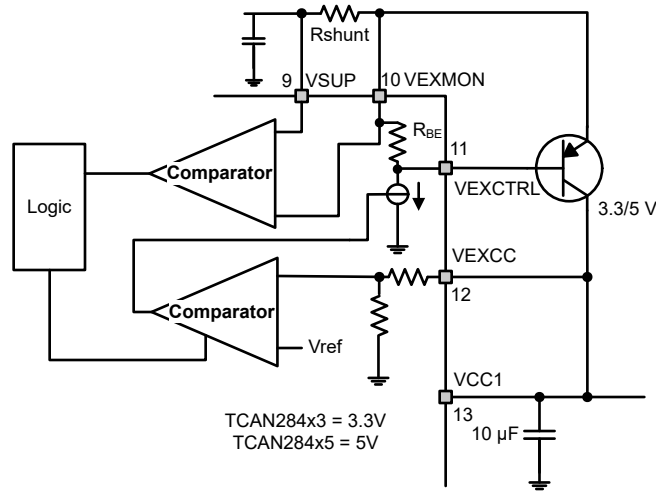 Rshunt
9 VSUP
10 VEXMON
RBE
11
VEXCTRL
3.3/5 V
Comparator
Logic
VEXCC
12
Comparator
Vref
VCC1
13
10 µF
TCAN284x3 = 3.3V
TCAN284x5 = 5V